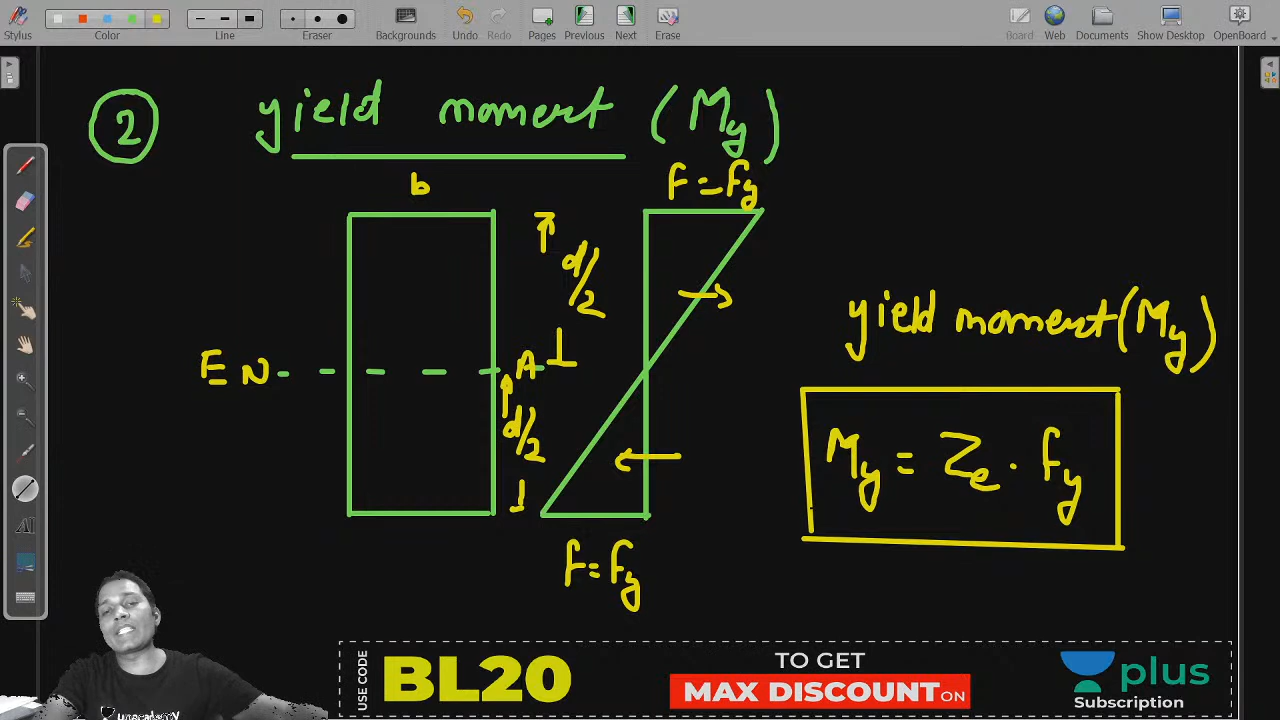 Stylus Color Line Eraser Backgrounds Undo Redo Pages Previous Next Erase Board Web Documents Show Desktop OpenBoard
2 yield moment (My)
b
f = fy
d/2
E N A
d/2
f = fy
yield moment (My)
My = Ze · fy
USE CODE
BL20
TO GET
MAX DISCOUNT ON
plus
Subscription
unacademy